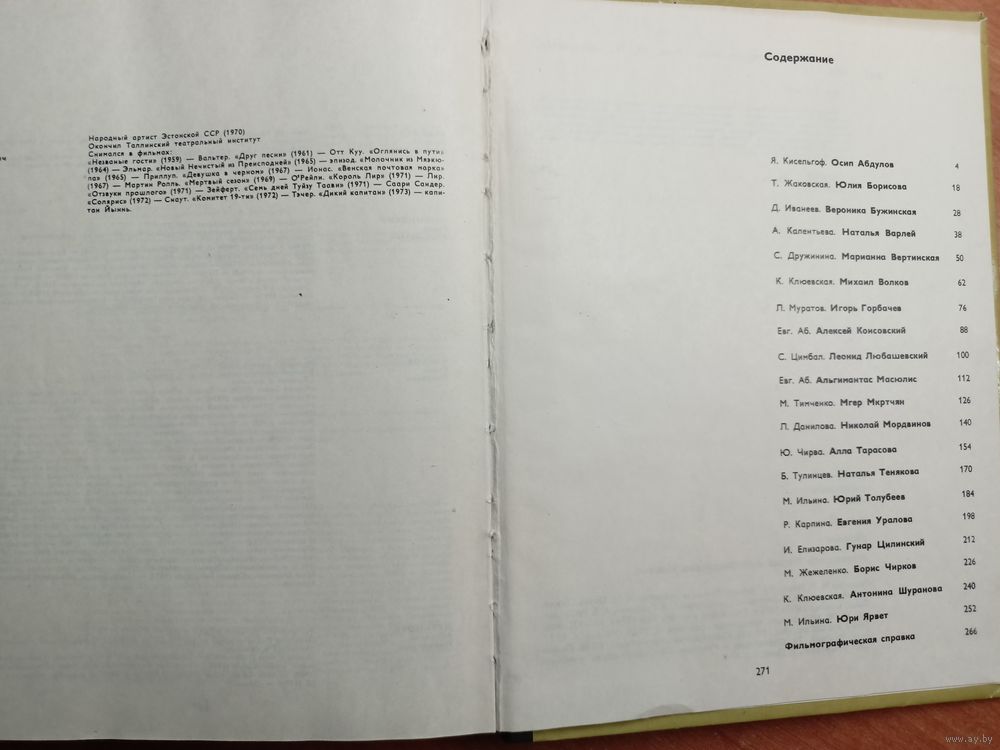 Народный артист Эстонской ССР (1970)
Окончил Таллинский театральный институт
Снимался в фильмах:
«Незваные гости» (1959) — Вальтер. «Друг песни» (1961) — Отт Куу. «Оглянись в пути»
(1964) — Эльмар. «Новый Нечистый из Преисподней» (1965) — эпизод. «Молочник из Мяэкю-
ла» (1965) — Приллуп. «Девушка в черном» (1967) — Йонас. «Венская почтовая марка»
(1967) — Мартин Ролль. «Мертвый сезон» (1969) — О'Рейли. «Король Лир» (1971) — Лир.
«Отзвуки прошлого» (1971) — Зейферт. «Семь дней Туйзу Таави» (1971) — Саари Сандер.
«Солярис» (1972) — Снаут. «Комитет 19-ти» (1972) — Тэчер. «Дикий капитан» (1973) — капи-
тан Йыннь.
Содержание
Я. Кисельгоф. Осип Абдулов 4
Т. Жаковская. Юлия Борисова 18
Д. Иванеев. Вероника Бужинская 28
А. Калентьева. Наталья Варлей 38
С. Дружинина. Марианна Вертинская 50
К. Клюевская. Михаил Волков 62
Л. Муратов. Игорь Горбачев 76
Евг. Аб. Алексей Консовский 88
С. Цимбал. Леонид Любашевский 100
Евг. Аб. Альгимантас Масюлис 112
М. Тимченко. Мгер Мкртчян 126
Л. Данилова. Николай Мордвинов 140
Ю. Чирва. Алла Тарасова 154
Б. Тулинцев. Наталья Тенякова 170
М. Ильина. Юрий Толубеев 184
Р. Карпина. Евгения Уралова 198
И. Елизарова. Гунар Цилинский 212
М. Жежеленко. Борис Чирков 226
К. Клюевская. Антонина Шуранова 240
М. Ильина. Юри Ярвет 252
Фильмографическая справка 266
271
www.ay.by